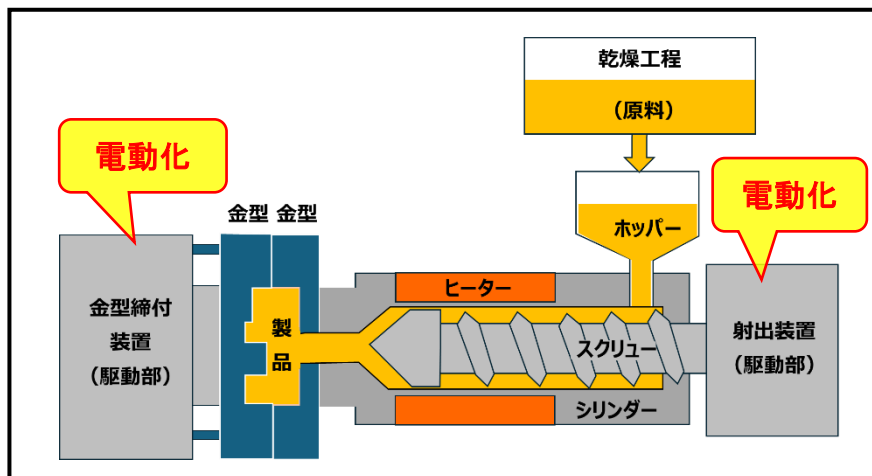 乾燥工程
（原料）
電動化
電動化
金型 金型
ホッパー
ヒーター
金型締付
装置
（駆動部）
製
品
スクリュー
射出装置
（駆動部）
シリンダー